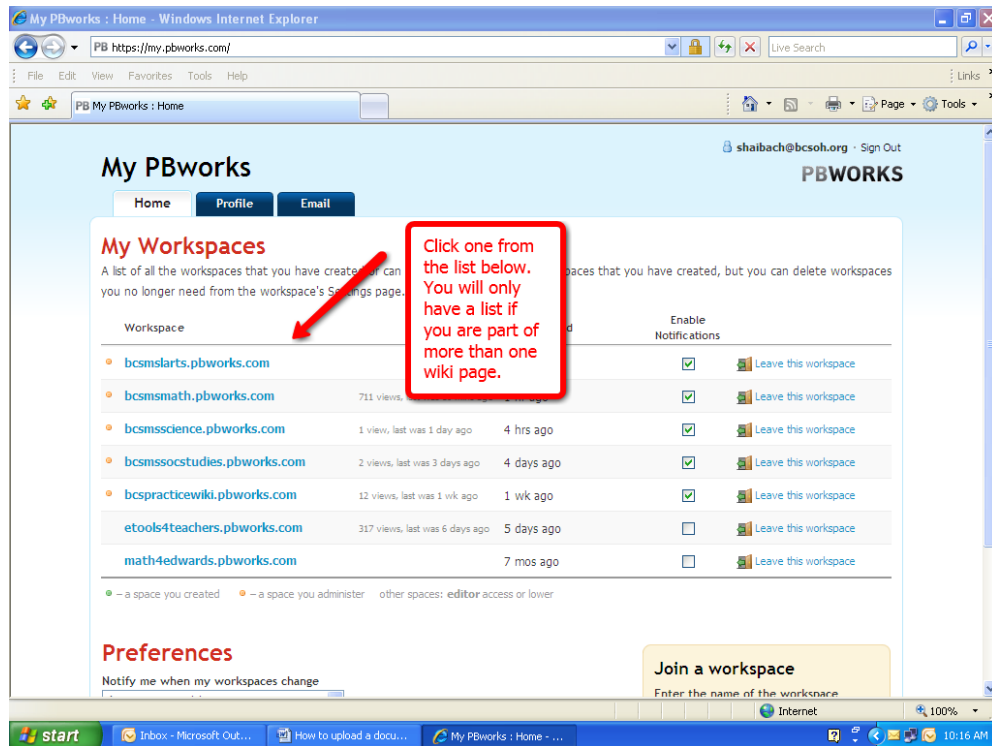 My PBworks : Home - Windows Internet Explorer
PB https://my.pbworks.com/
Live Search
File Edit View Favorites Tools Help
Links
PB My PBworks : Home
Page Tools
shaibach@bcsoh.org · Sign Out
My PBworks
PBWORKS
Home Profile Email
My Workspaces
A list of all the workspaces that you have created or can
paces that you have created, but you can delete workspaces
you no longer need from the workspace's Settings page.
Click one from
the list below.
You will only
have a list if
you are part of
more than one
wiki page.
Workspace
Enable
Notifications
bcsmslarts.pbworks.com Leave this workspace
bcsmsmath.pbworks.com 711 views, Leave this workspace
bcsmsscience.pbworks.com 1 view, last was 1 day ago 4 hrs ago Leave this workspace
bcsmssocstudies.pbworks.com 2 views, last was 3 days ago 4 days ago Leave this workspace
bcspracticewiki.pbworks.com 12 views, last was 1 wk ago 1 wk ago Leave this workspace
etools4teachers.pbworks.com 317 views, last was 6 days ago 5 days ago Leave this workspace
math4edwards.pbworks.com 7 mos ago Leave this workspace
– a space you created – a space you administer other spaces: editor access or lower
Preferences
Notify me when my workspaces change
Join a workspace
Enter the name of the workspace
Internet 100%
start Inbox - Microsoft Out... How to upload a docu... My PBworks : Home - ... 10:16 AM